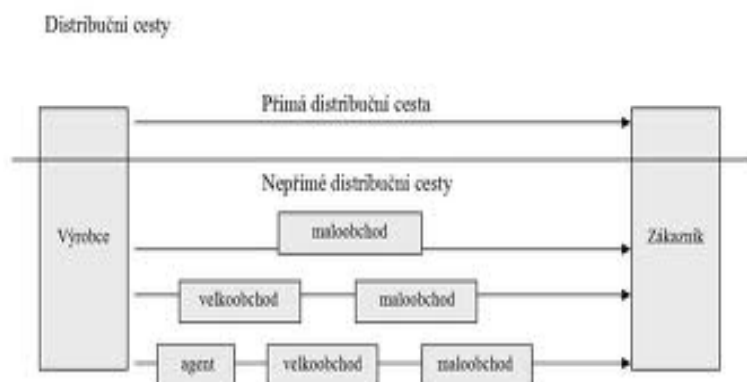 Distribuční cesty
Přímá distribuční cesta
Nepřímé distribuční cesty
Výrobce
maloobchod
Zákazník
velkoobchod
maloobchod
agent
velkoobchod
maloobchod